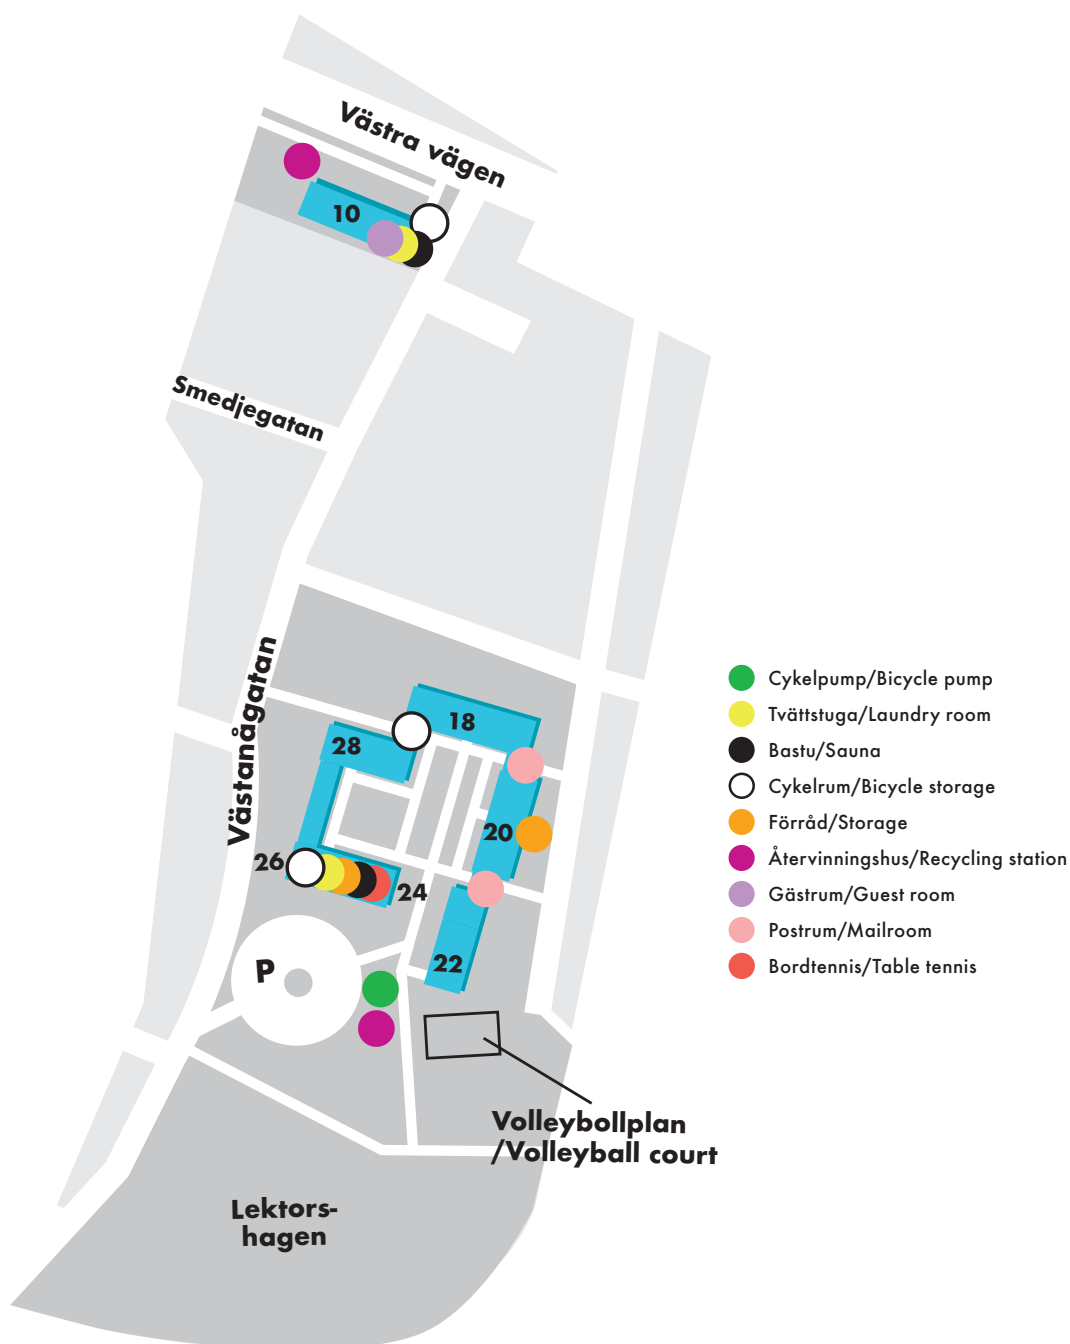 Västra vägen
10
Smedjegatan
Västanågatan
18
28
20
26
24
22
P
Cykelpump/Bicycle pump
Tvättstuga/Laundry room
Bastu/Sauna
Cykelrum/Bicycle storage
Förråd/Storage
Återvinningshus/Recycling station
Gästrum/Guest room
Postrum/Mailroom
Bordtennis/Table tennis
Volleybollplan
/Volleyball court
Lektors-
hagen